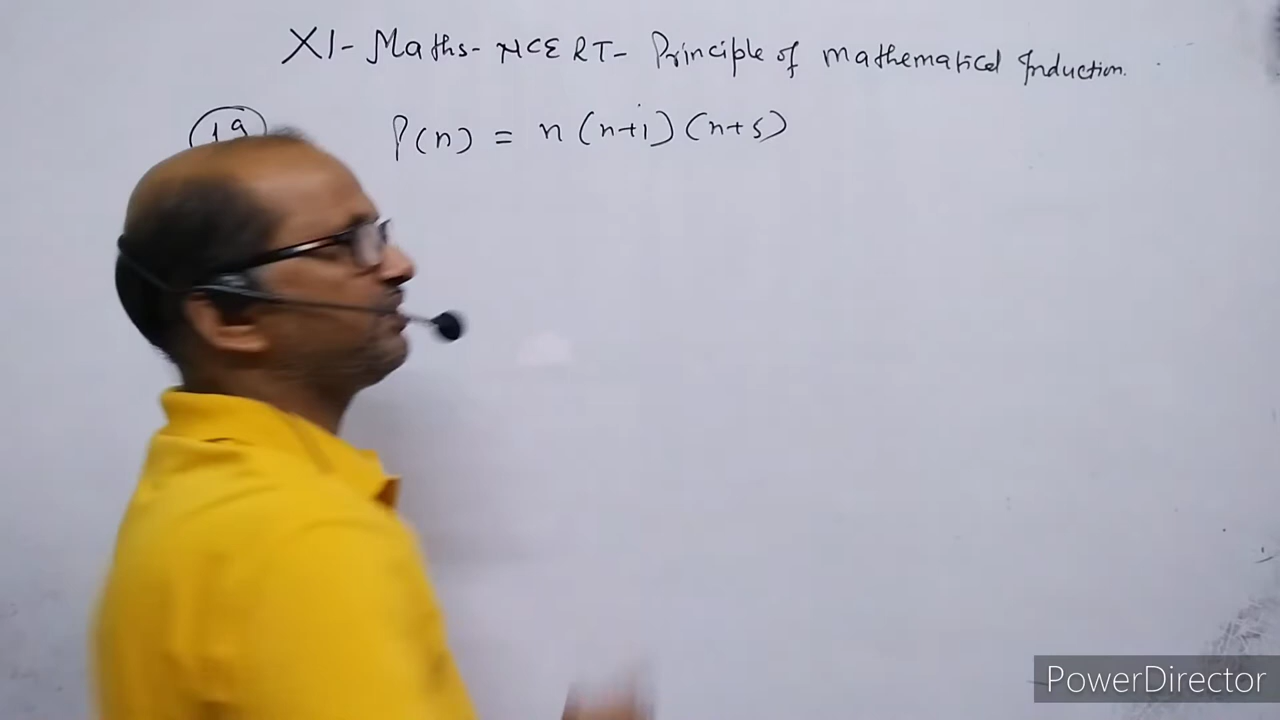 XI- Maths- NCERT- Principle of mathematical Induction.
19 P(n) = n (n+1) (n+5)
PowerDirector